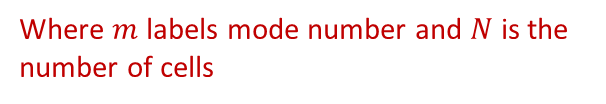 Where m labels mode number and N is the
number of cells